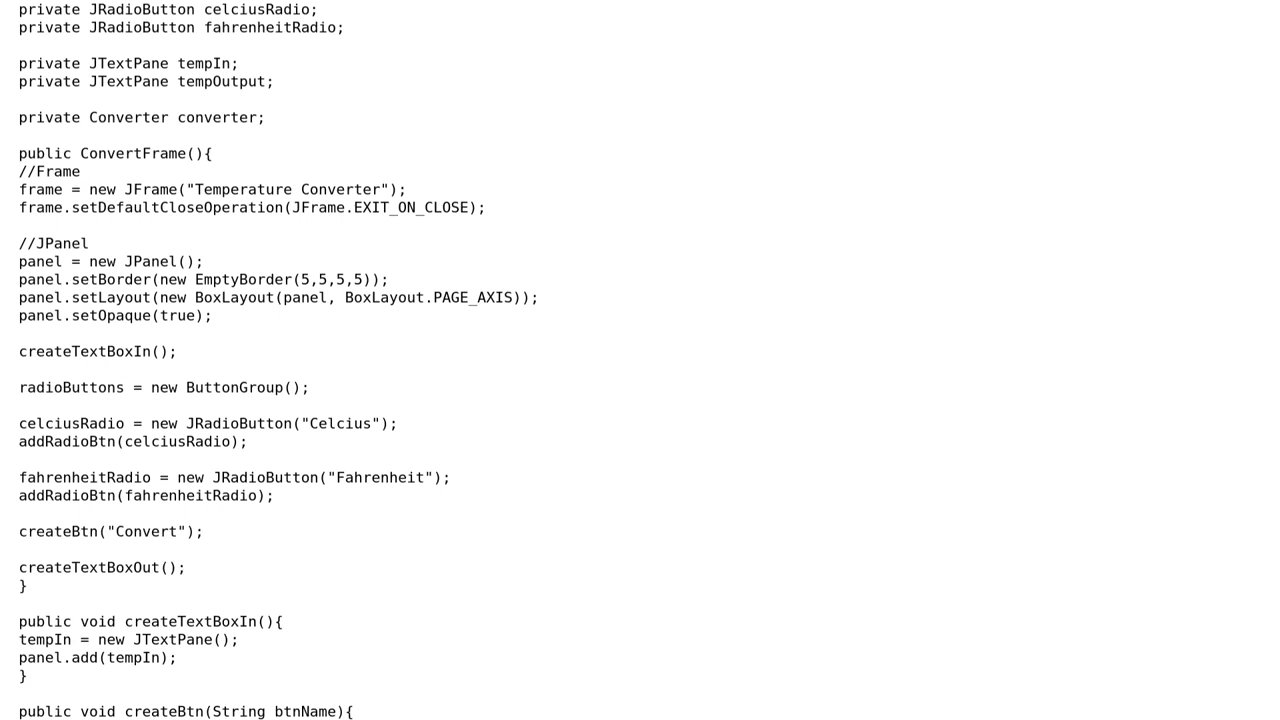 private JRadioButton celciusRadio;
private JRadioButton fahrenheitRadio;
private JTextPane tempIn;
private JTextPane tempOutput;
private Converter converter;
public ConvertFrame(){
//Frame
frame = new JFrame("Temperature Converter");
frame.setDefaultCloseOperation(JFrame.EXIT_ON_CLOSE);
//JPanel
panel = new JPanel();
panel.setBorder(new EmptyBorder(5,5,5,5));
panel.setLayout(new BoxLayout(panel, BoxLayout.PAGE_AXIS));
panel.setOpaque(true);
createTextBoxIn();
radioButtons = new ButtonGroup();
celciusRadio = new JRadioButton("Celcius");
addRadioBtn(celciusRadio);
fahrenheitRadio = new JRadioButton("Fahrenheit");
addRadioBtn(fahrenheitRadio);
createBtn("Convert");
createTextBoxOut();
}
public void createTextBoxIn(){
tempIn = new JTextPane();
panel.add(tempIn);
}
public void createBtn(String btnName){